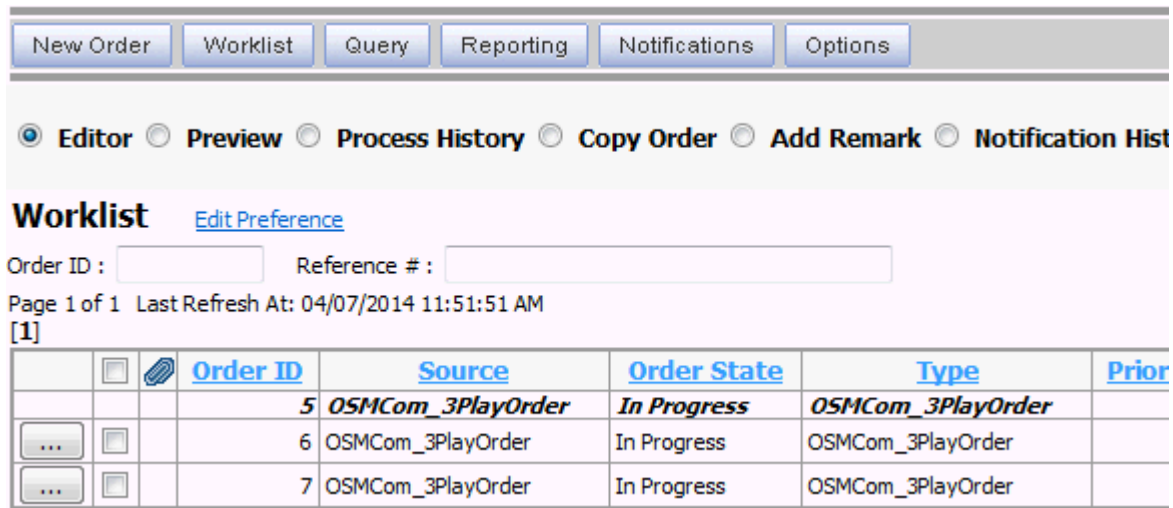 New Order Worklist Query Reporting Notifications Options
Editor Preview Process History Copy Order Add Remark Notification Hist
Worklist Edit Preference
Order ID : Reference # :
Page 1 of 1 Last Refresh At: 04/07/2014 11:51:51 AM
[1]
Order ID Source Order State Type Prior
5 OSMCom_3PlayOrder In Progress OSMCom_3PlayOrder
... 6 OSMCom_3PlayOrder In Progress OSMCom_3PlayOrder
... 7 OSMCom_3PlayOrder In Progress OSMCom_3PlayOrder